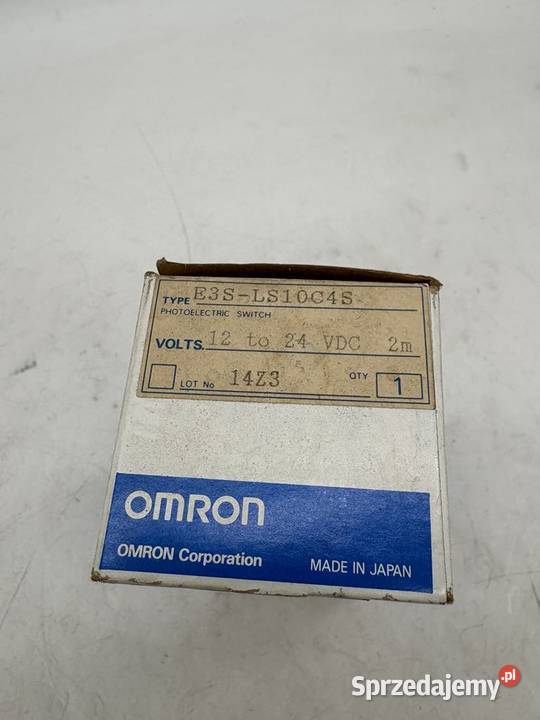 TYPE E3S-LS10C4S
PHOTOELECTRIC SWITCH
VOLTS. 12 to 24 VDC 2m
LOT No 14Z3 QTY 1
OMRON
OMRON Corporation MADE IN JAPAN
Sprzedajemy.pl